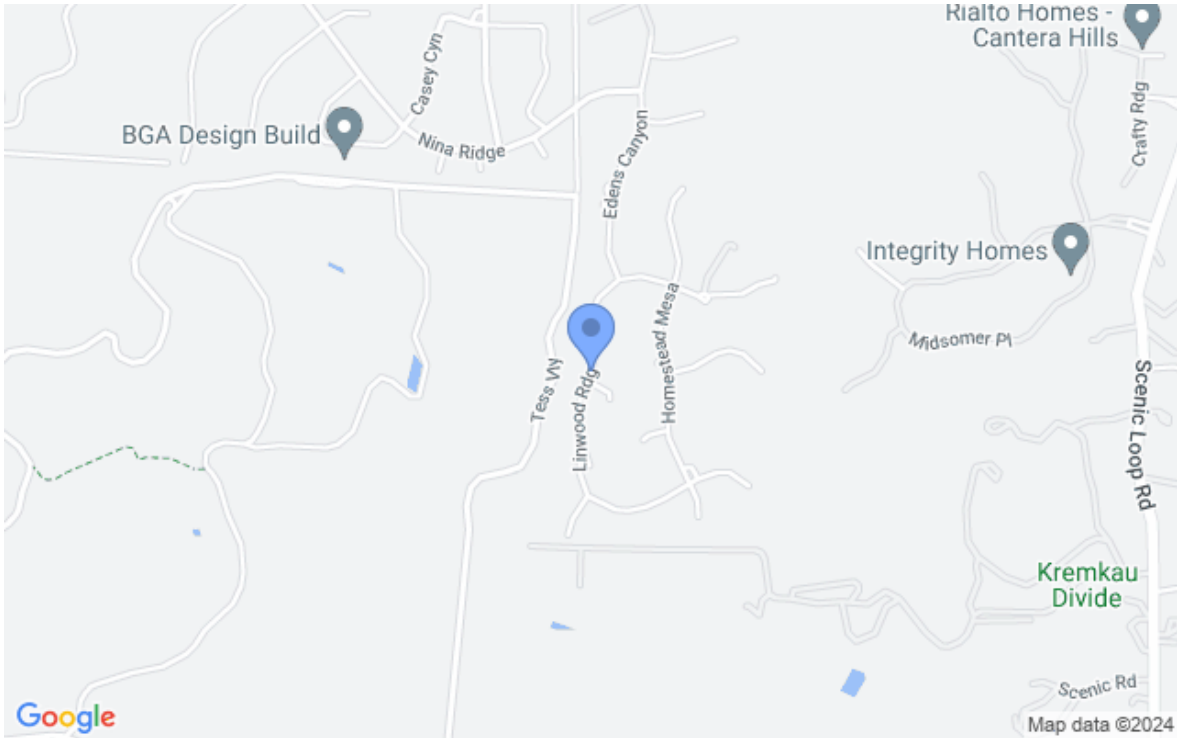 Rialto Homes -
Cantera Hills
Casey Cyn
BGA Design Build
Nina Ridge
Crafty Rdg
Edens Canyon
Integrity Homes
Homestead Mesa
Midsomer Pl
Tess Vly
Linwood Rdg
Scenic Loop Rd
Kremkau
Divide
Scenic Rd
Google
Map data ©2024